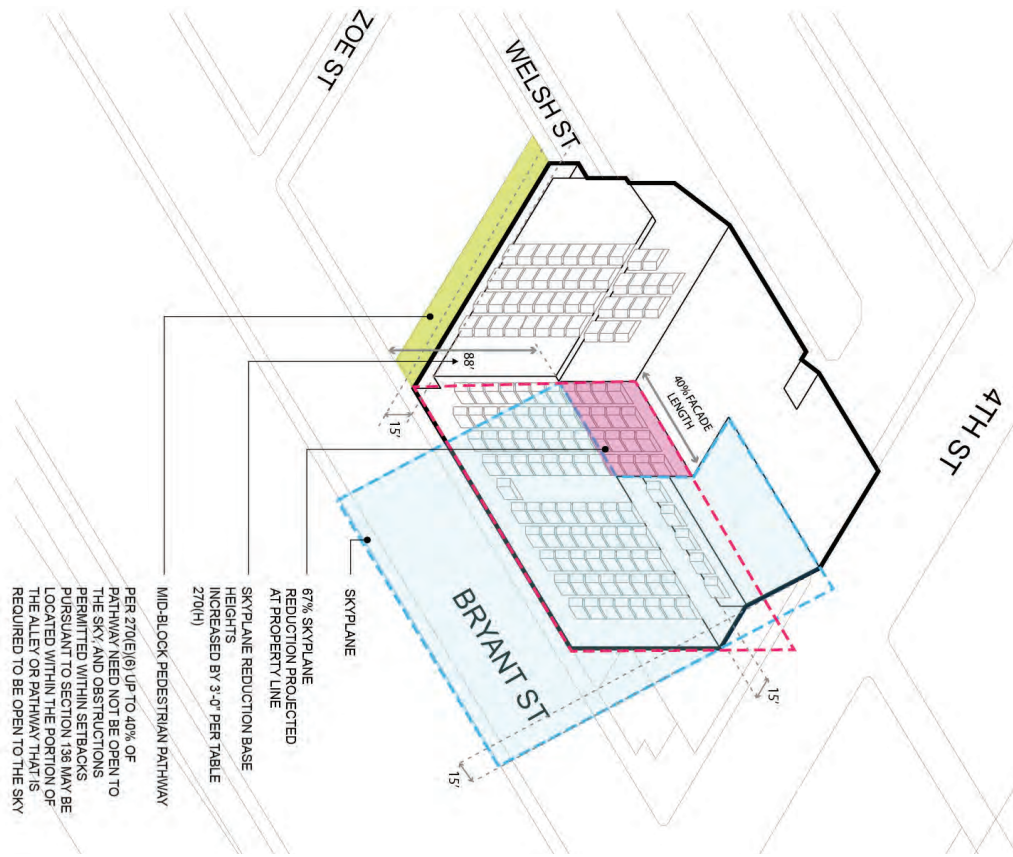 ZOE ST
WELSH ST
4TH ST
BRYANT ST
88'
40% FACADE
LENGTH
15'
15'
15'
SKYPLANE
67% SKYPLANE
REDUCTION PROJECTED
AT PROPERTY LINE
SKYPLANE REDUCTION BASE
HEIGHTS
INCREASED BY 3'-0" PER TABLE
270(H)
MID-BLOCK PEDESTRIAN PATHWAY
PER 270(E)(6) UP TO 40% OF
PATHWAY NEED NOT BE OPEN TO
THE SKY, AND OBSTRUCTIONS
PERMITTED WITHIN SETBACKS
PURSUANT TO SECTION 136 MAY BE
LOCATED WITHIN THE PORTION OF
THE ALLEY OR PATHWAY THAT IS
REQUIRED TO BE OPEN TO THE SKY